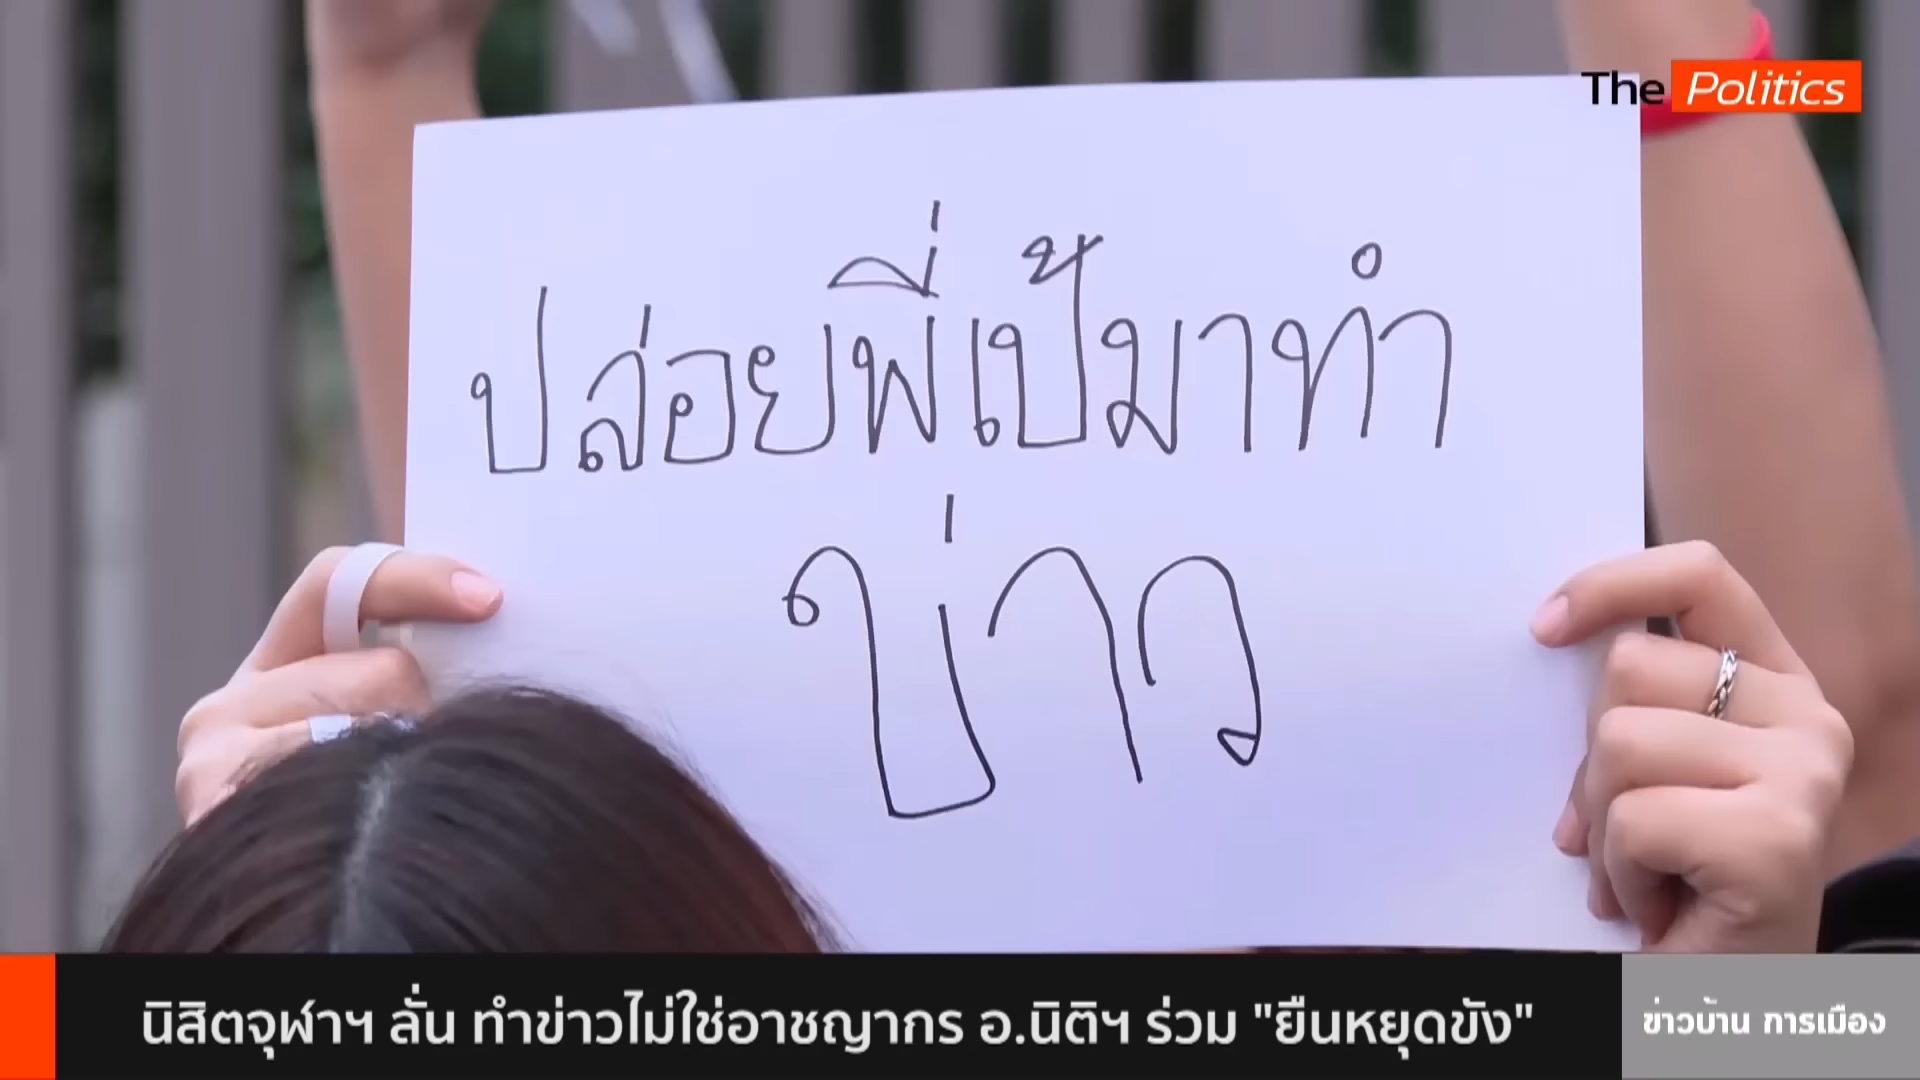 The Politics
ปล่อยพี่เป้มาทำ
ข่าว
นิสิตจุฬาฯ ลั่น ทำข่าวไม่ใช่อาชญากร อ.นิติฯ ร่วม "ยืนหยุดขัง"
ข่าวบ้าน การเมือง